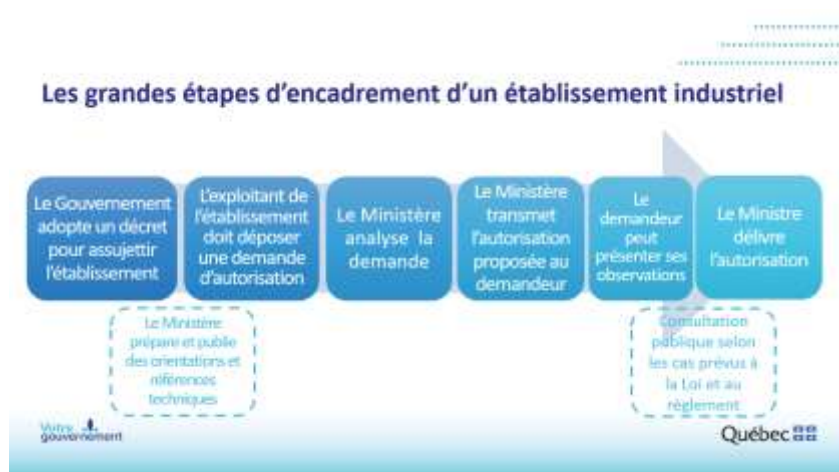 Les grandes étapes d'encadrement d'un établissement industriel
Le Gouvernement
adopte un décret
pour assujettir
l'établissement
L'exploitant de
l'établissement
doit déposer
une demande
d'autorisation
Le Ministère
analyse la
demande
Le Ministère
transmet
l'autorisation
proposée au
demandeur
Le
demandeur
peut
présenter ses
observations
Le Ministre
délivre
l'autorisation
Le Ministère
prépare et publie
des orientations et
références
techniques
Consultation
publique selon
les cas prévus à
la Loi et au
règlement
Votre
gouvernement
Québec